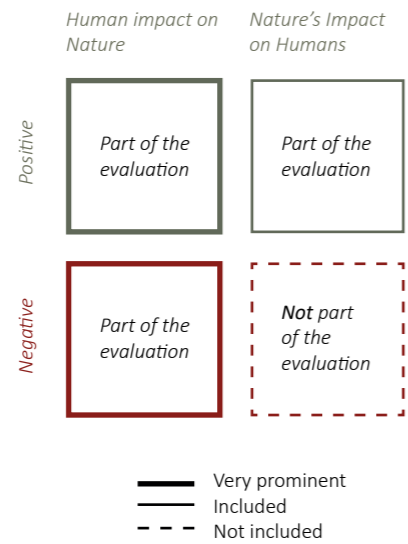 Human impact on
Nature
Nature's Impact
on Humans
Positive
Part of the
evaluation
Part of the
evaluation
Negative
Part of the
evaluation
Not part
of the
evaluation
Very prominent
Included
Not included